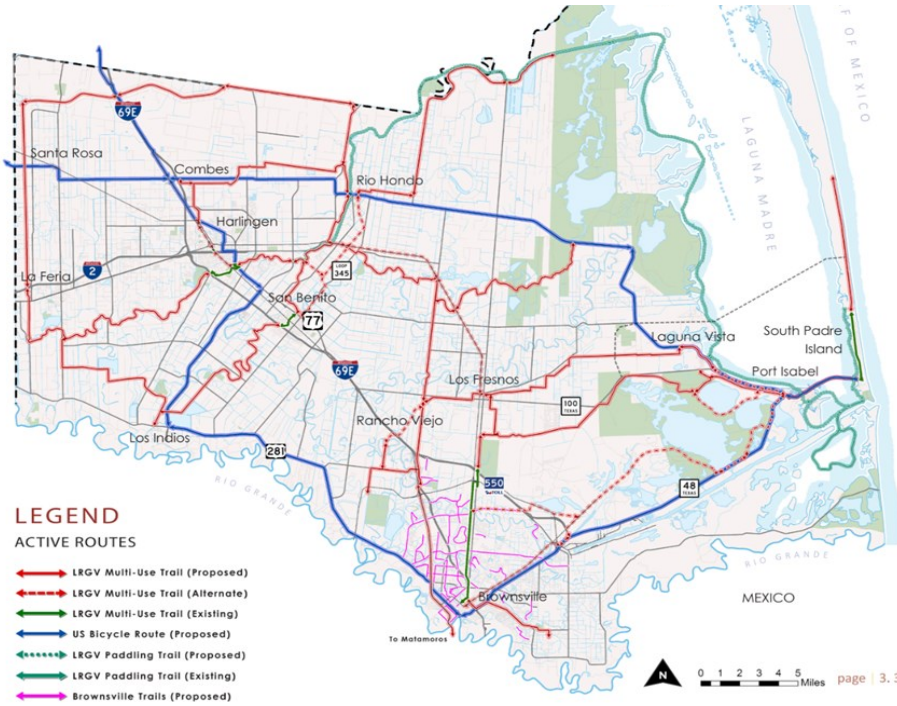 F OF MEXICO
LAGUNA MADRE
69E
Santa Rosa
Combes
Rio Hondo
Harlingen
LOOP
345
La Feria
2
San Benito
77
69E
Laguna Vista
South Padre
Island
Port Isabel
Los Fresnos
100
TEXAS
Rancho Viejo
Los Indios
281
RIO GRANDE
550
48
TEXAS
RIO GRANDE
MEXICO
Brownsville
To Matamoros
LEGEND
ACTIVE ROUTES
LRGV Multi-Use Trail (Proposed)
LRGV Multi-Use Trail (Alternate)
LRGV Multi-Use Trail (Existing)
US Bicycle Route (Proposed)
LRGV Paddling Trail (Proposed)
LRGV Paddling Trail (Existing)
Brownsville Trails (Proposed)
N
0 1 2 3 4 5
Miles
page | 3. 3